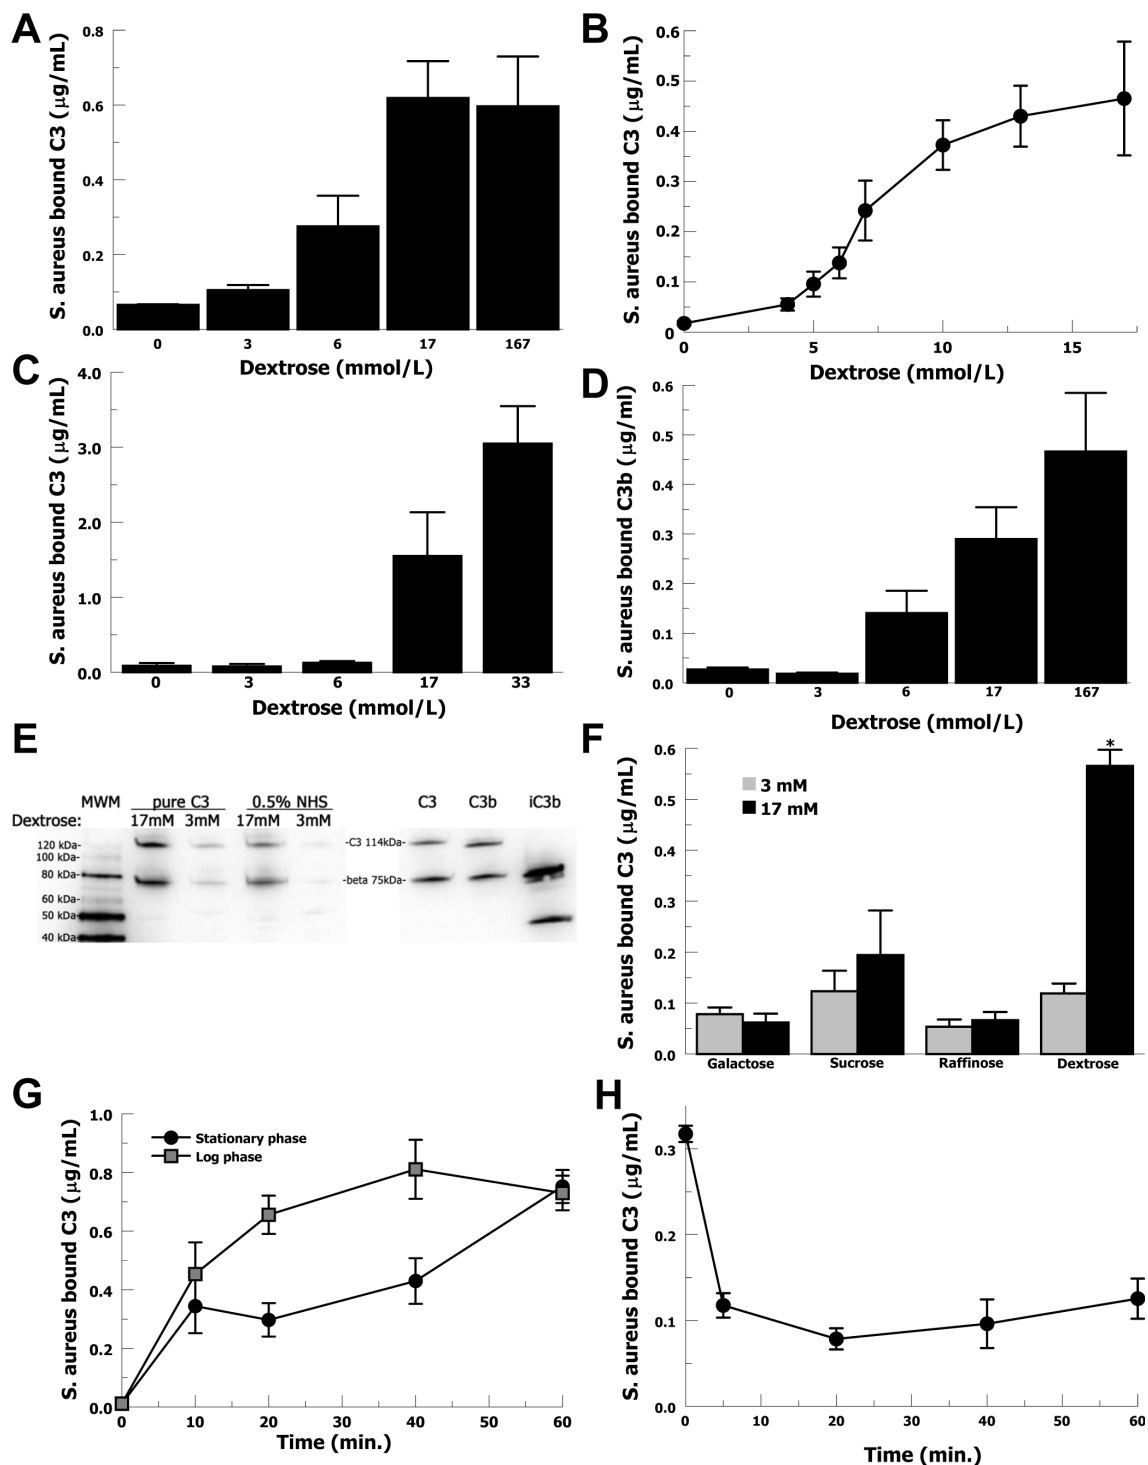 A
S. aureus bound C3 (μg/mL)
0.8
0.6
0.4
0.2
0.0
0 3 6 17 167
Dextrose (mmol/L)
B
S. aureus bound C3 (μg/mL)
0.6
0.5
0.4
0.3
0.2
0.1
0
0 5 10 15
Dextrose (mmol/L)
C
S. aureus bound C3 (μg/mL)
4.0
3.0
2.0
1.0
0.0
0 3 6 17 33
Dextrose (mmol/L)
D
S. aureus bound C3b (μg/ml)
0.6
0.5
0.4
0.3
0.2
0.1
0.0
0 3 6 17 167
Dextrose (mmol/L)
E
MWM pure C3 0.5% NHS C3 C3b iC3b
Dextrose: 17mM 3mM 17mM 3mM
120 kDa- -C3 114kDa-
100 kDa-
80 kDa- -beta 75kDa-
60 kDa-
50 kDa-
40 kDa-
F
S. aureus bound C3 (μg/mL)
0.6
0.5
0.4
0.3
0.2
0.1
0.0
3 mM
17 mM
*
Galactose Sucrose Raffinose Dextrose
G
S. aureus bound C3 (μg/mL)
1.0
0.8
0.6
0.4
0.2
0.0
Stationary phase
Log phase
0 10 20 30 40 50 60
Time (min.)
H
S. aureus bound C3 (μg/mL)
0.3
0.2
0.1
0.0
0 10 20 30 40 50 60
Time (min.)